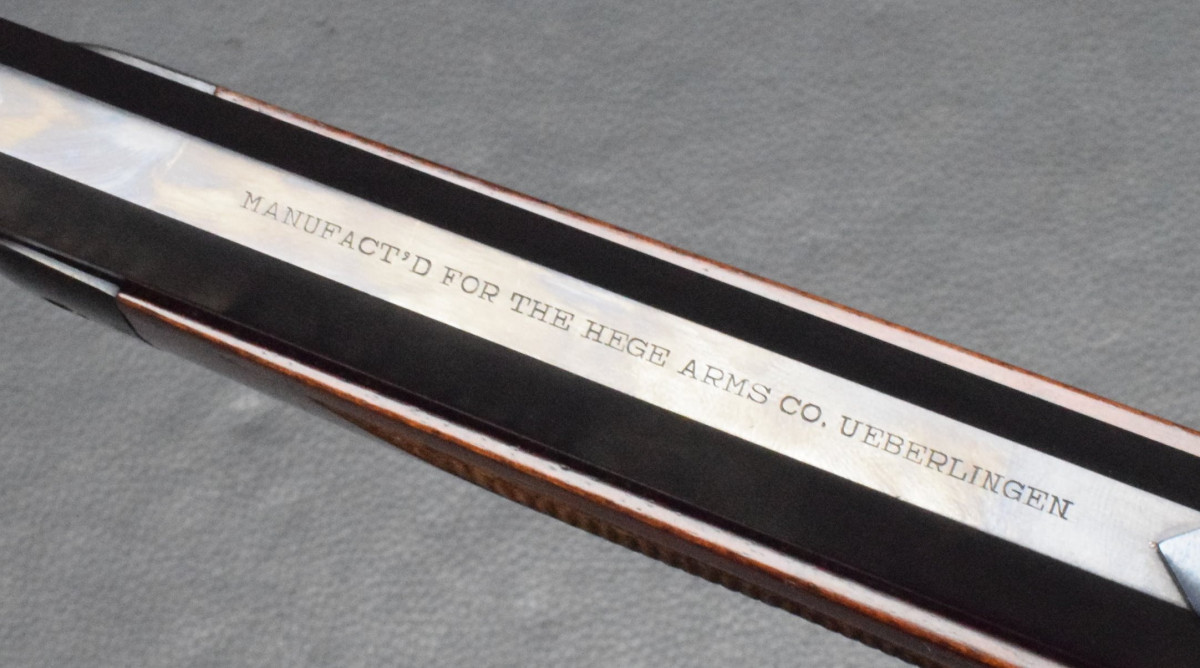 MANUFACT'D FOR THE HEGE ARMS CO. UEBERLINGEN